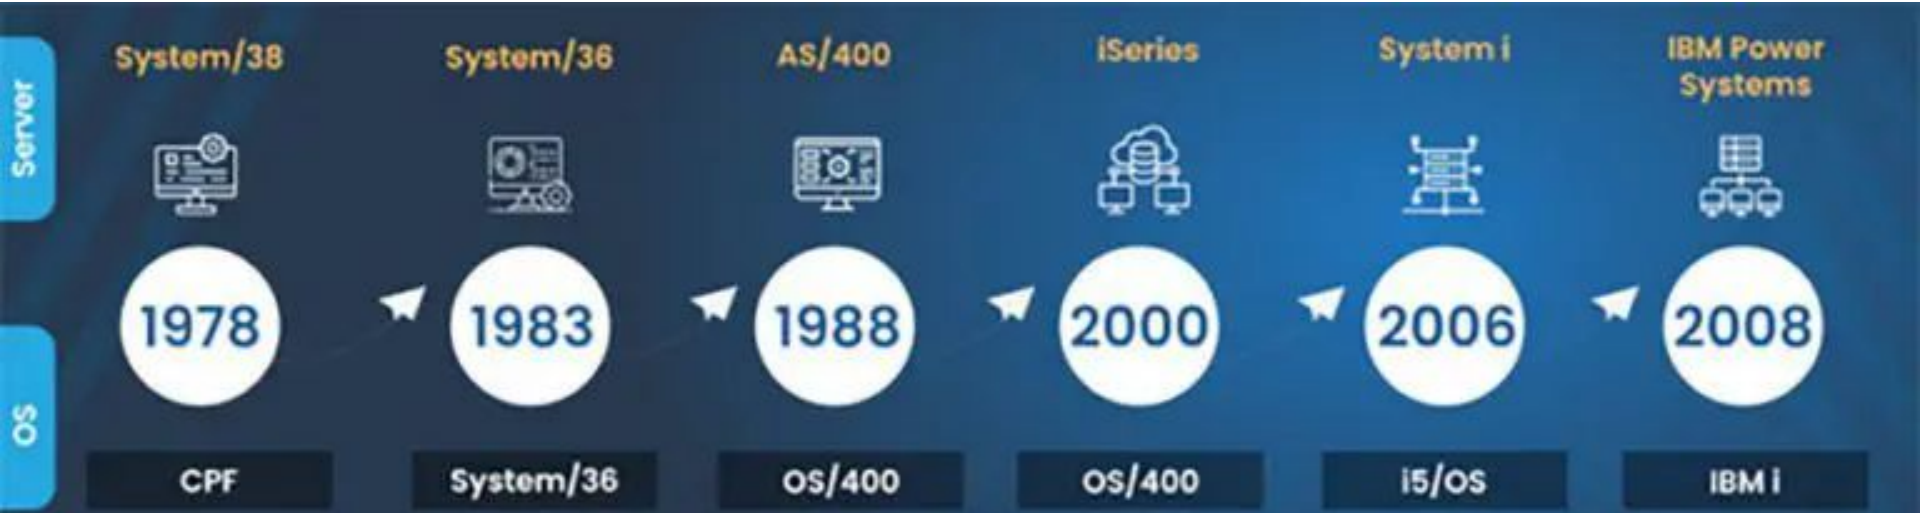 Server
System/38
System/36
AS/400
iSeries
System i
IBM Power
Systems
1978
1983
1988
2000
2006
2008
OS
CPF
System/36
OS/400
OS/400
i5/OS
IBM i